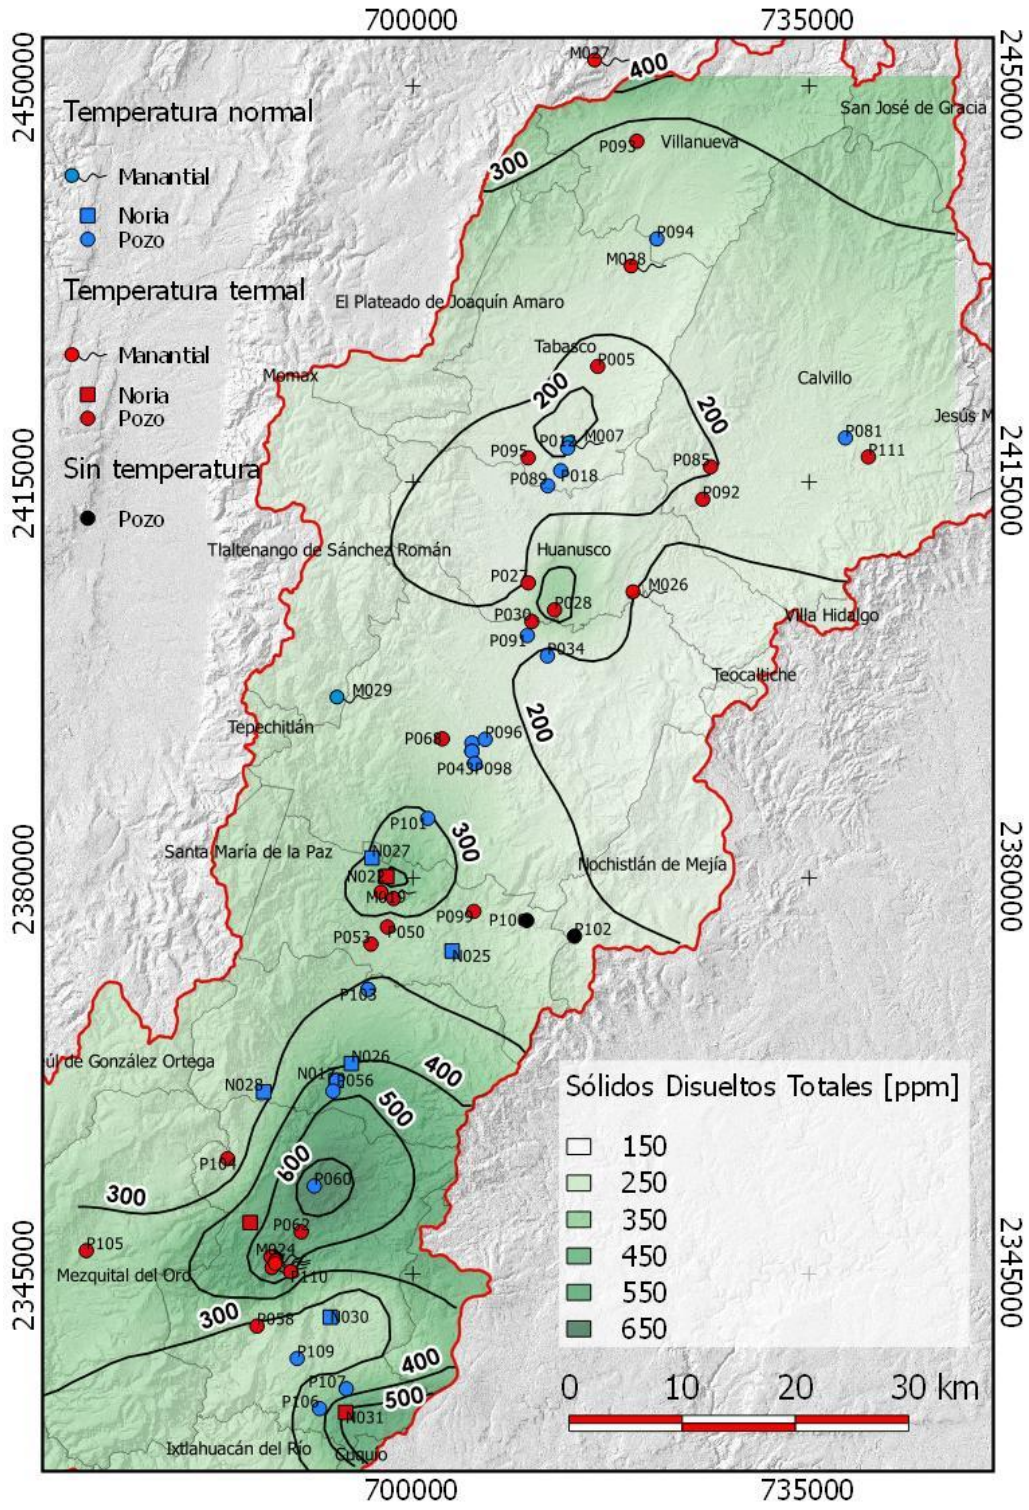 700000
735000
2450000
2450000
M027
400
San José de Gracia
Temperatura normal
P093
Villanueva
300
Manantial
Noria
Pozo
P094
M028
Temperatura termal
El Plateado de Joaquín Amaro
Manantial
Noria
Pozo
Momax
Tabasco
P005
Calvillo
200
200
Jesús M
P012
M007
P081
P111
P095
P085
P018
P089
P092
Sin temperatura
Pozo
2415000
2415000
Tlaltenango de Sánchez Román
Huanusco
P027
M026
P028
P030
Villa Hidalgo
P091
P034
Teocaltiche
M029
200
Tepechitlán
P068
P096
P043
P098
P101
300
Santa María de la Paz
N027
Nochistlán de Mejía
M019
2380000
2380000
P099
P102
P050
P053
N025
P103
úl de González Ortega
N026
400
N028
P056
500
600
P104
P060
300
P062
P105
M024
Mezquital del Oro
P110
2345000
2345000
300
P058
N030
P109
400
P107
500
P106
N031
Ixtlahuacán del Río
Cuquío
Sólidos Disueltos Totales [ppm]
150
250
350
450
550
650
0 10 20 30 km
700000
735000